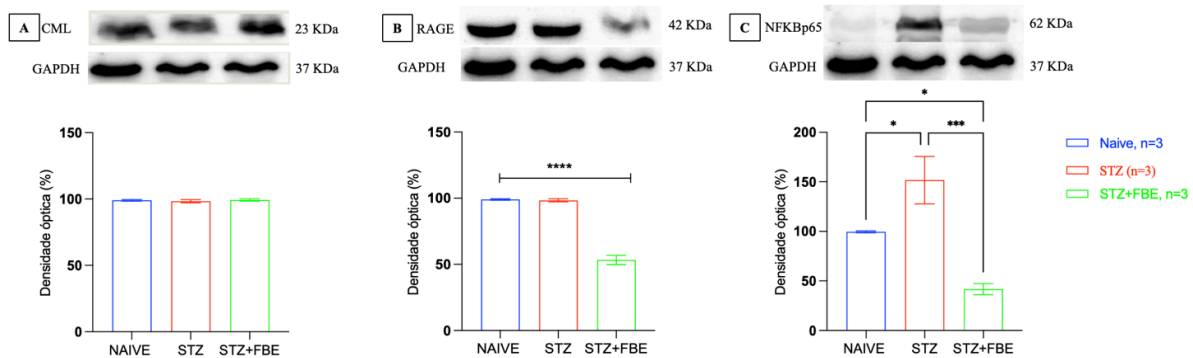 A CML 23 KDa
GAPDH 37 KDa
B RAGE 42 KDa
GAPDH 37 KDa
C NFKBp65 62 KDa
GAPDH 37 KDa
Densidade óptica (%)
150
100
50
0
NAIVE STZ STZ+FBE
Densidade óptica (%)
150
100
50
0
****
NAIVE STZ STZ+FBE
Densidade óptica (%)
200
150
100
50
0
*
* ***
NAIVE STZ STZ+FBE
Naive, n=3
STZ (n=3)
STZ+FBE, n=3